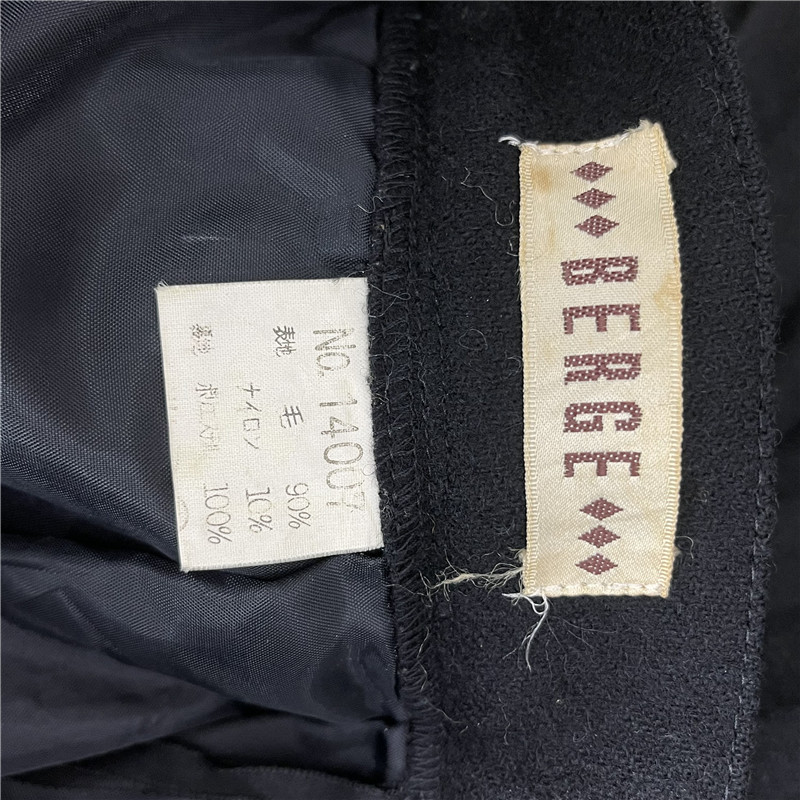 No. 14007
表地 毛 90%
ナイロン 10%
裏地 ポリエステル 100%
BERGE